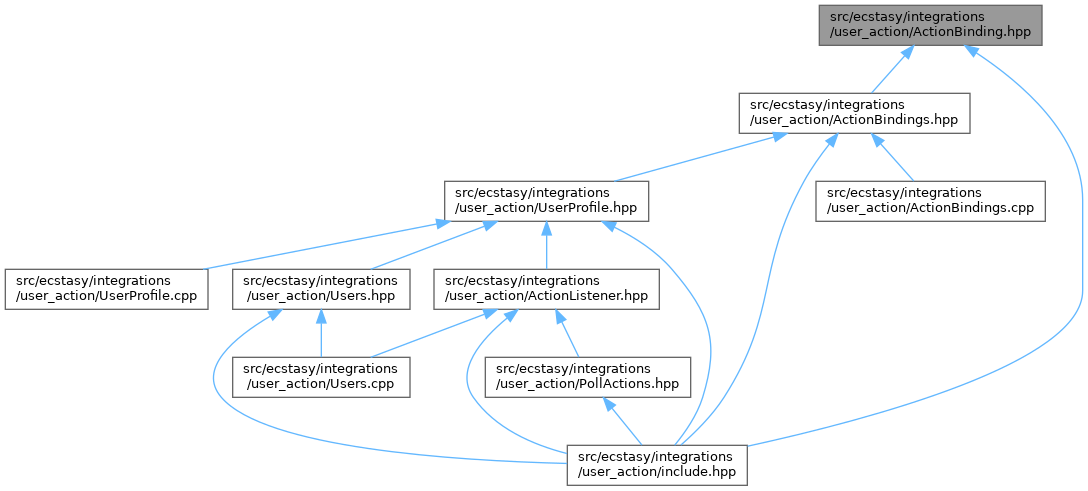 src/ecstasy/integrations
/user_action/ActionBinding.hpp
src/ecstasy/integrations
/user_action/ActionBindings.hpp
src/ecstasy/integrations
/user_action/UserProfile.hpp
src/ecstasy/integrations
/user_action/ActionBindings.cpp
src/ecstasy/integrations
/user_action/UserProfile.cpp
src/ecstasy/integrations
/user_action/Users.hpp
src/ecstasy/integrations
/user_action/ActionListener.hpp
src/ecstasy/integrations
/user_action/Users.cpp
src/ecstasy/integrations
/user_action/PollActions.hpp
src/ecstasy/integrations
/user_action/include.hpp